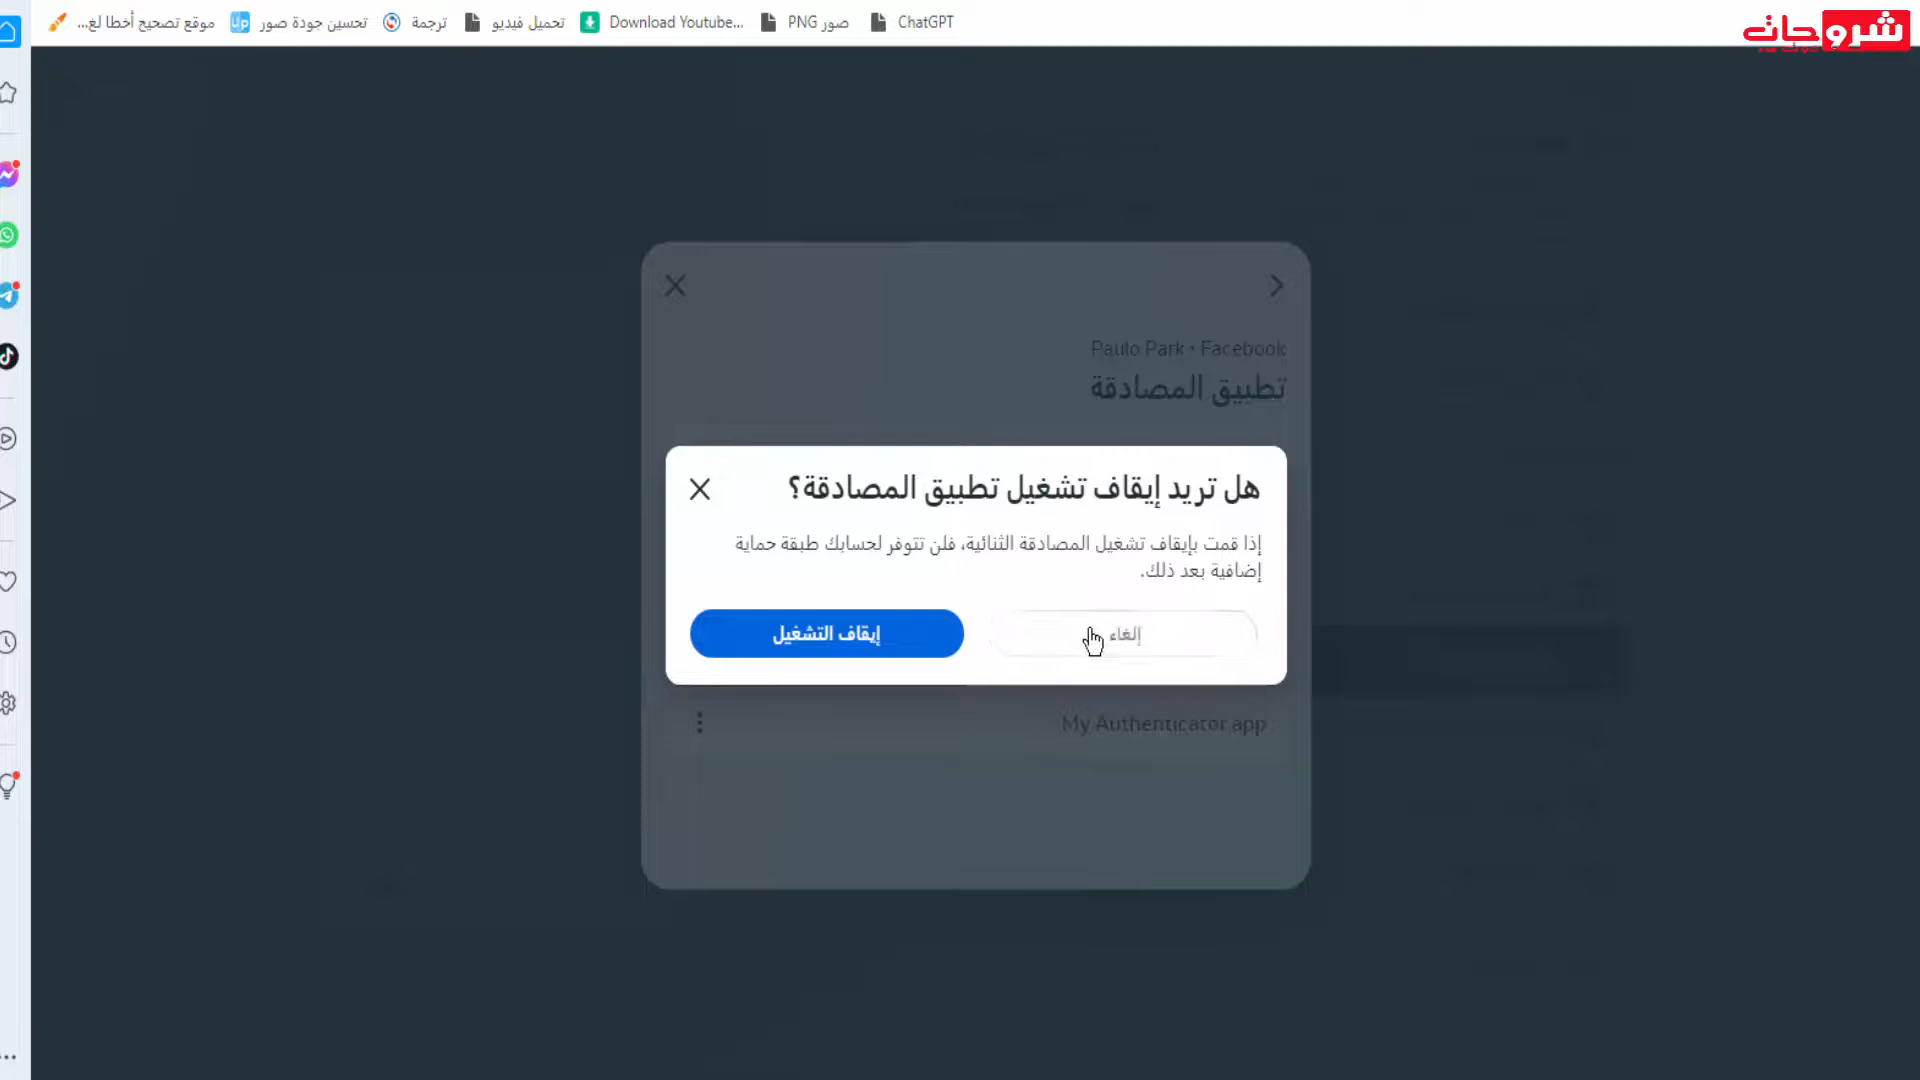 موقع تصحيح أخطا لغ...
تحسين جودة صور
ترجمة
تحميل فيديو
Download Youtube...
صور PNG
ChatGPT
شروحات
Paulo Park • Facebook
تطبيق المصادقة
هل تريد إيقاف تشغيل تطبيق المصادقة؟
إذا قمت بإيقاف تشغيل المصادقة الثنائية، فلن تتوفر لحسابك طبقة حماية
إضافية بعد ذلك.
إلغاء
إيقاف التشغيل
My Authenticator app